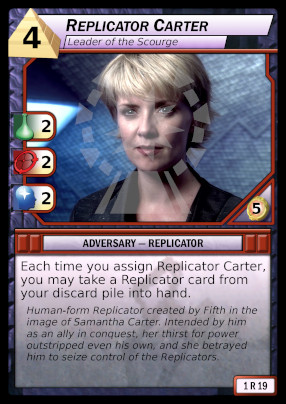 4
REPLICATOR CARTER
Leader of the Scourge
2
2
2
5
ADVERSARY – REPLICATOR
Each time you assign Replicator Carter,
you may take a Replicator card from
your discard pile into hand.
Human-form Replicator created by Fifth in the
image of Samantha Carter. Intended by him
as an ally in conquest, her thirst for power
outstripped even his own, and she betrayed
him to seize control of the Replicators.
1 R 19